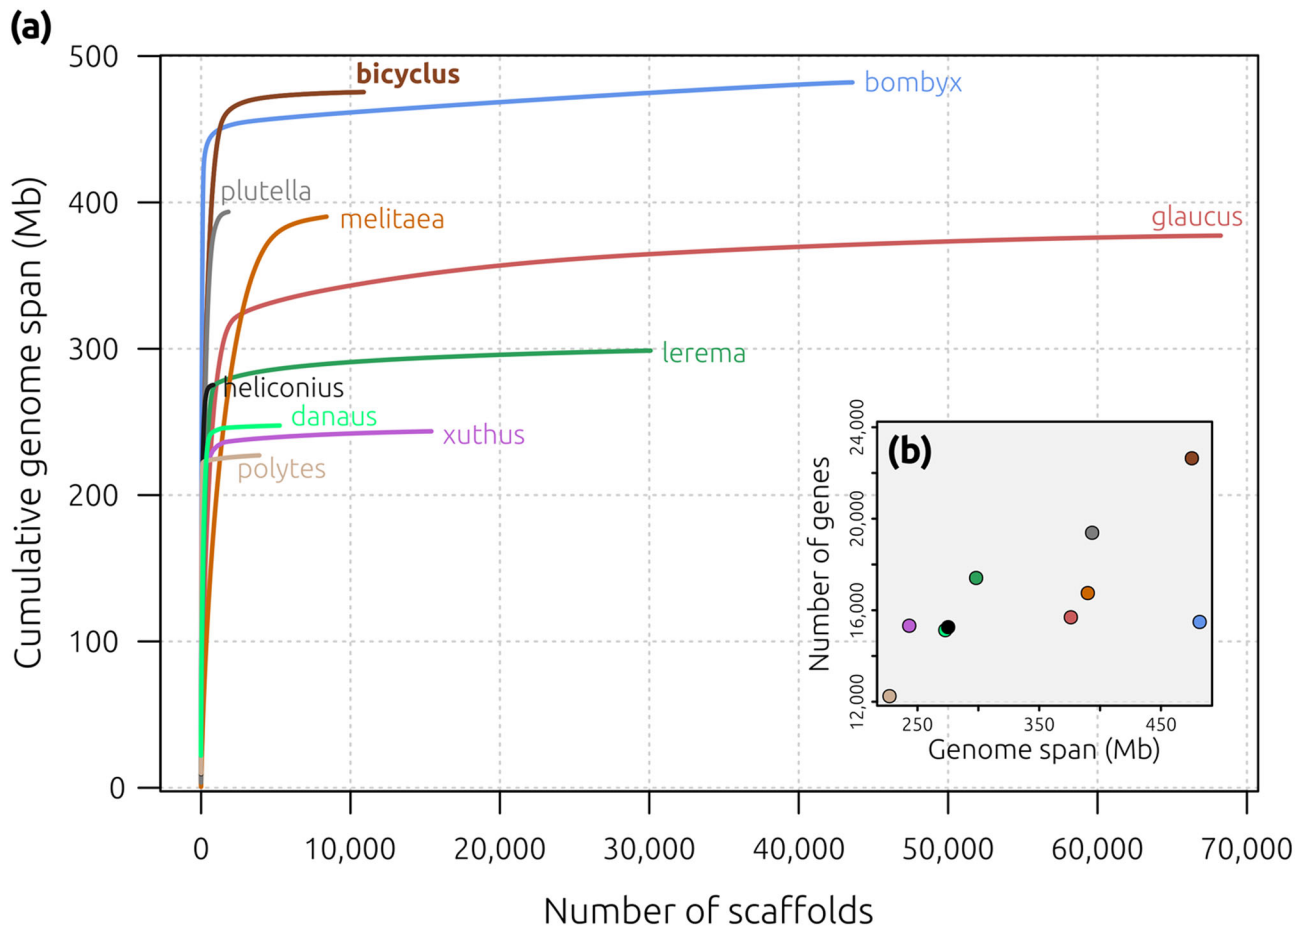 (a)
500
bicyclus
bombyx
plutella
400
melitaea
glaucus
Cumulative genome span (Mb)
300
lerema
heliconius
danaus
xuthus
polytes
200
100
0
(b)
Number of genes
24,000
20,000
16,000
12,000
250
350
450
Genome span (Mb)
0
10,000
20,000
30,000
40,000
50,000
60,000
70,000
Number of scaffolds